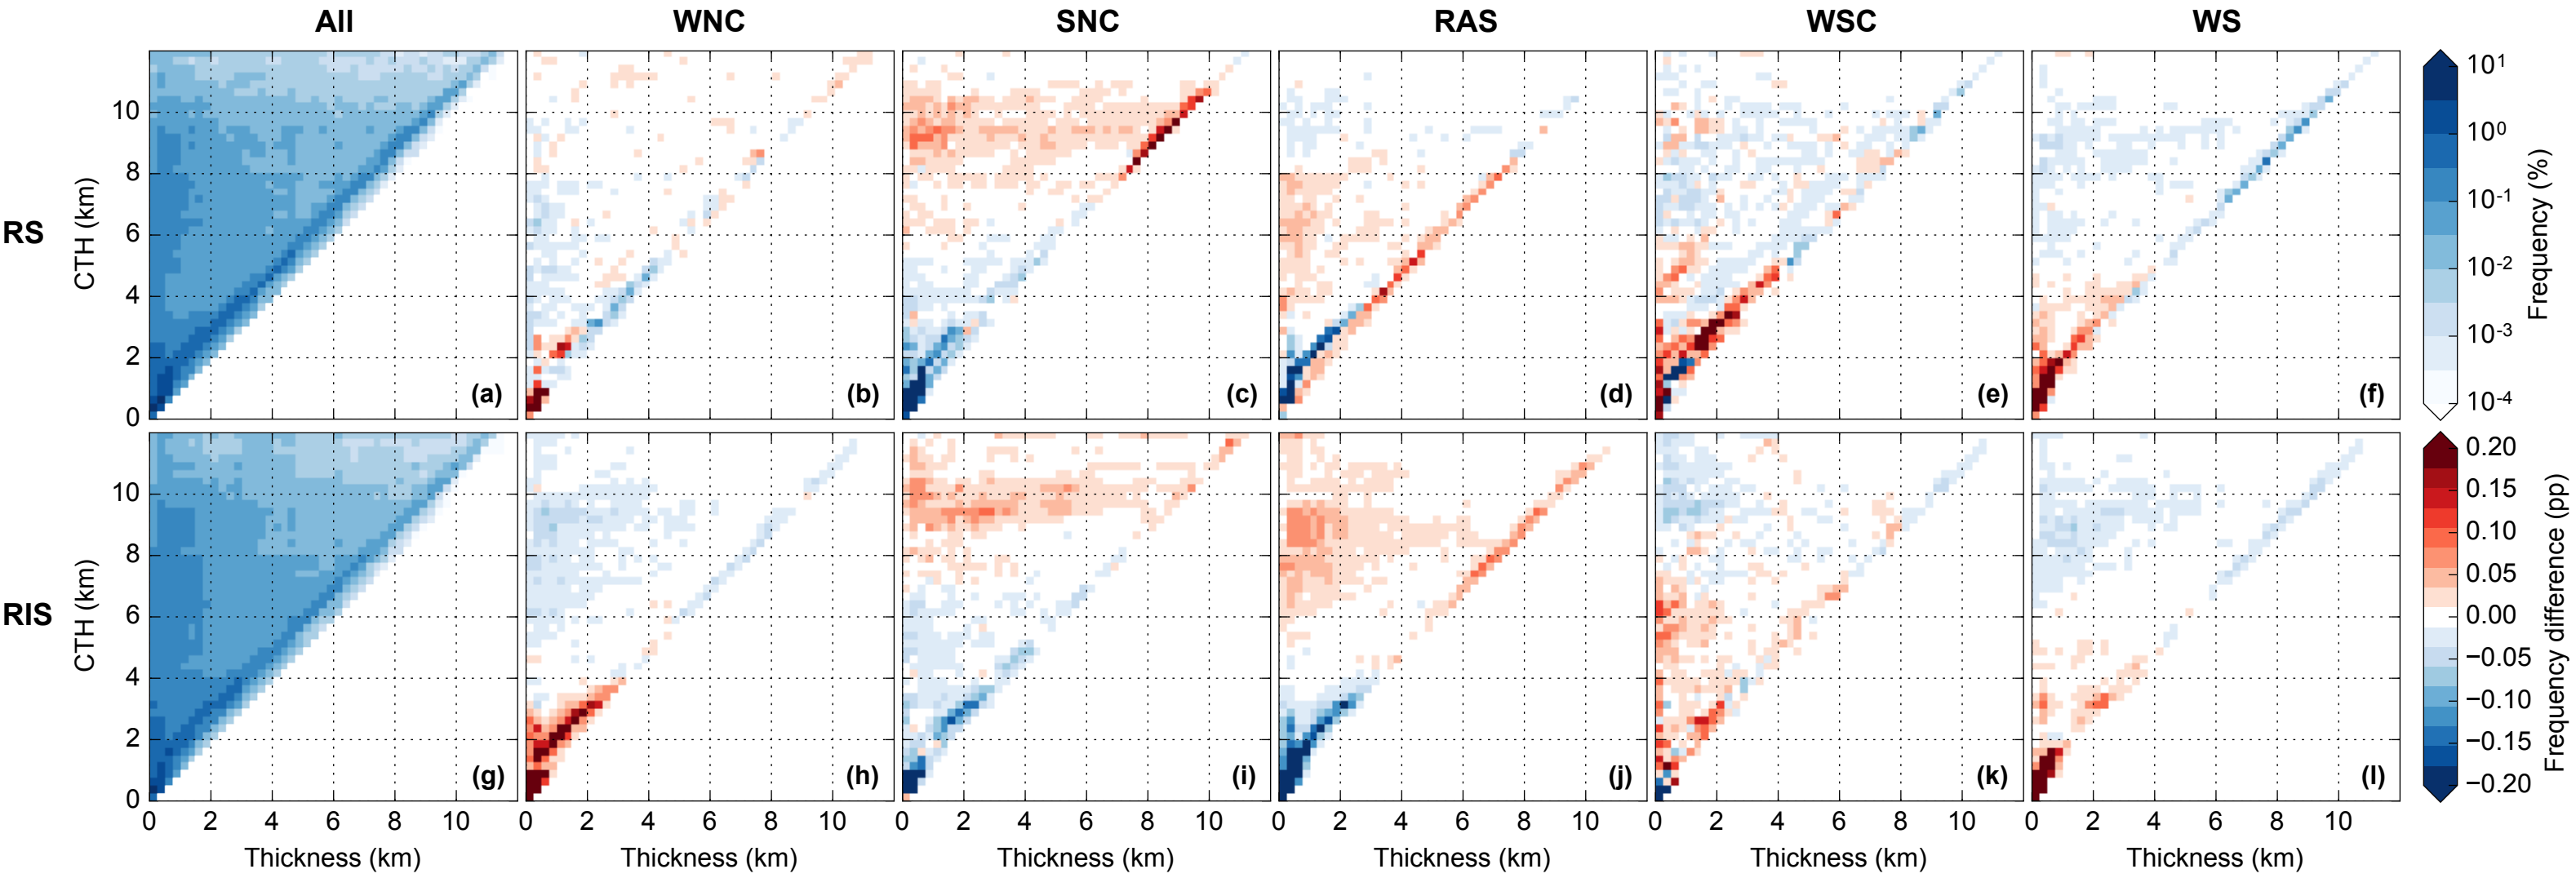 All WNC SNC RAS WSC WS
RS
CTH (km)
10
8
6
4
2
0
(a) (b) (c) (d) (e) (f)
10¹
10⁰
10⁻¹
10⁻²
10⁻³
10⁻⁴
Frequency (%)
RIS
CTH (km)
10
8
6
4
2
0
(g) (h) (i) (j) (k) (l)
0.20
0.15
0.10
0.05
0.00
−0.05
−0.10
−0.15
−0.20
Frequency difference (pp)
0 2 4 6 8 10 0 2 4 6 8 10 0 2 4 6 8 10 0 2 4 6 8 10 0 2 4 6 8 10 0 2 4 6 8 10
Thickness (km) Thickness (km) Thickness (km) Thickness (km) Thickness (km) Thickness (km)